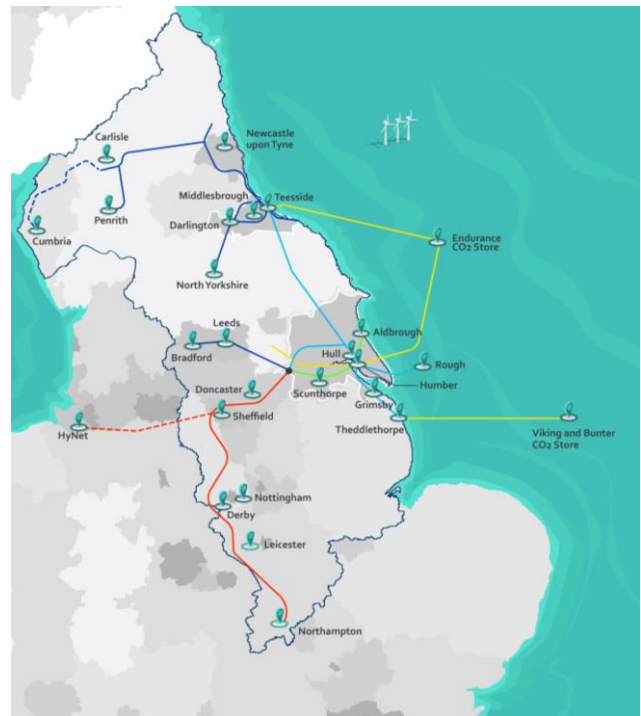 Carlisle
Newcastle
upon Tyne
Middlesbrough
Teesside
Penrith
Darlington
Cumbria
Endurance
CO2 Store
North Yorkshire
Leeds
Aldbrough
Bradford
Hull
Rough
Doncaster
Scunthorpe
Humber
Grimsby
Sheffield
Theddlethorpe
HyNet
Viking and Bunter
CO2 Store
Nottingham
Derby
Leicester
Northampton